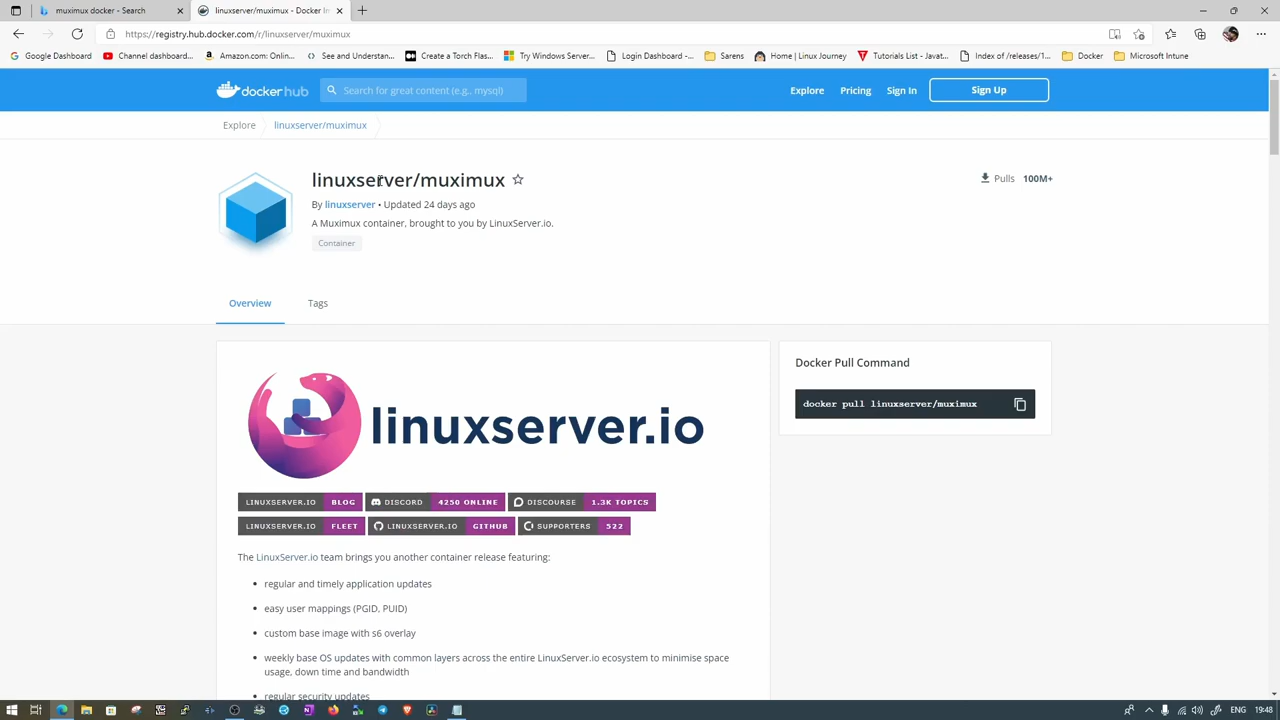 muximux docker - Search
linuxserver/muximux - Docker Im
https://registry.hub.docker.com/r/linuxserver/muximux
Google Dashboard
Channel dashboard...
Amazon.com: Onlin...
See and Understan...
Create a Torch Flas...
Try Windows Server...
Login Dashboard -...
Sarens
Home | Linux Journey
Tutorials List - Javat...
Index of /releases/1...
Docker
Microsoft Intune
docker hub
Search for great content (e.g., mysql)
Explore
Pricing
Sign In
Sign Up
Explore
linuxserver/muximux
linuxserver/muximux
Pulls 100M+
By linuxserver • Updated 24 days ago
A Muximux container, brought to you by LinuxServer.io.
Container
Overview
Tags
Docker Pull Command
docker pull linuxserver/muximux
linuxserver.io
LINUXSERVER.IO BLOG
DISCORD 4250 ONLINE
DISCOURSE 1.3K TOPICS
LINUXSERVER.IO FLEET
LINUXSERVER.IO GITHUB
SUPPORTERS 522
The LinuxServer.io team brings you another container release featuring:
• regular and timely application updates
• easy user mappings (PGID, PUID)
• custom base image with s6 overlay
• weekly base OS updates with common layers across the entire LinuxServer.io ecosystem to minimise space
usage, down time and bandwidth
• regular security updates
ENG
19:48